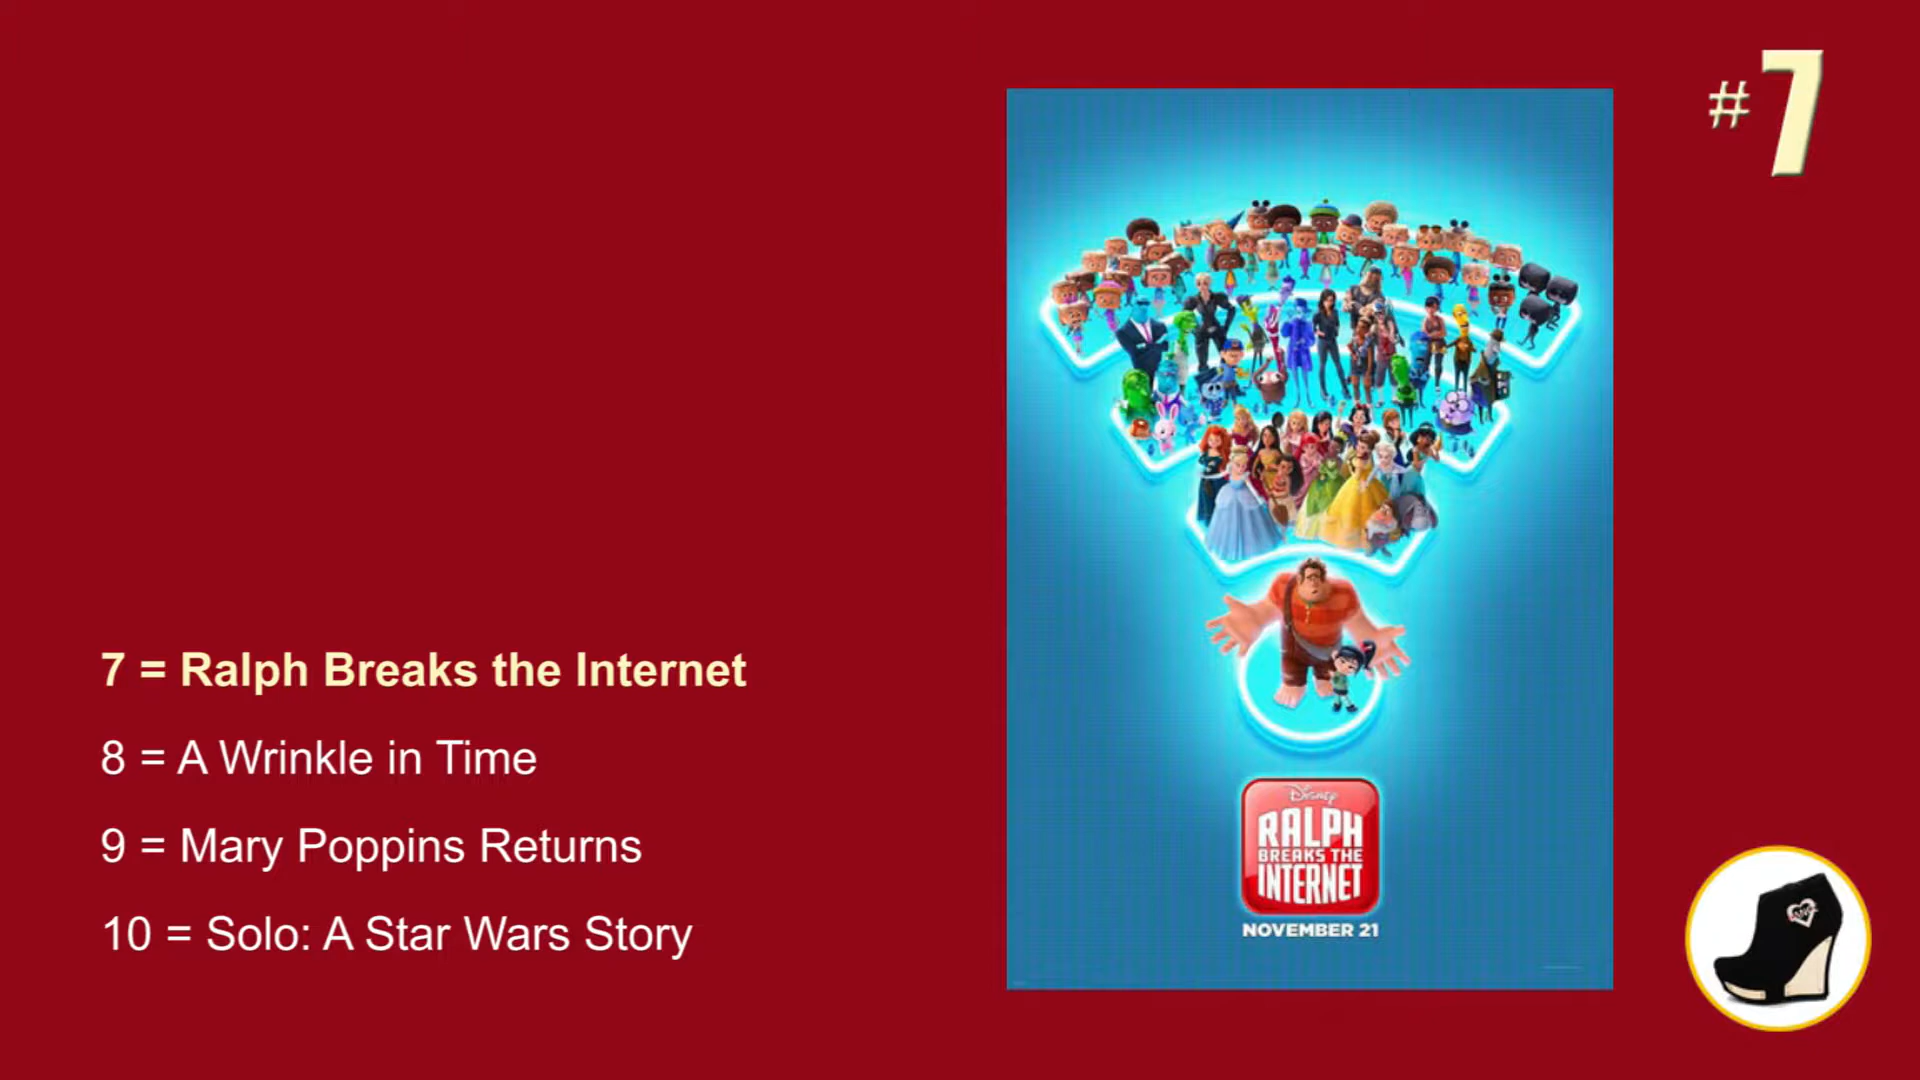 #7
7 = Ralph Breaks the Internet
8 = A Wrinkle in Time
9 = Mary Poppins Returns
10 = Solo: A Star Wars Story
Disney
RALPH
BREAKS THE
INTERNET
NOVEMBER 21